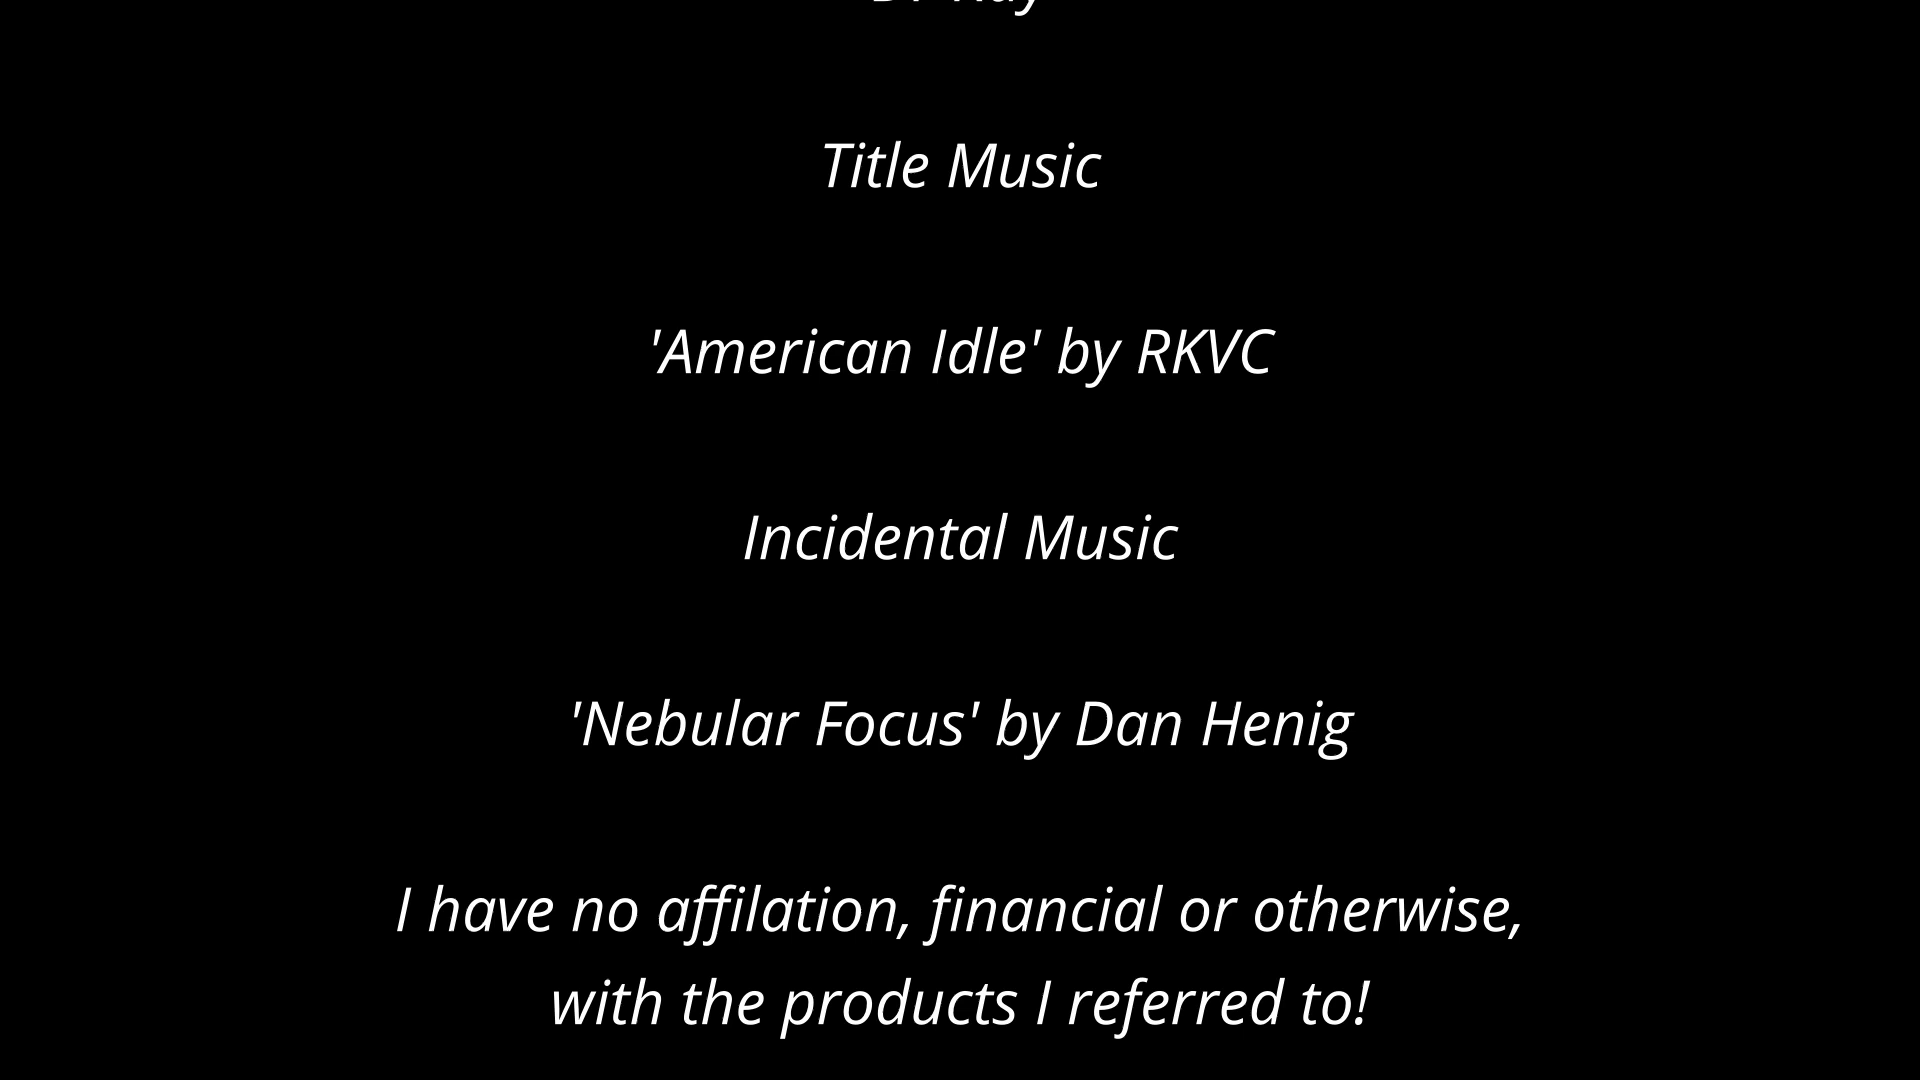 Title Music
'American Idle' by RKVC
Incidental Music
'Nebular Focus' by Dan Henig
I have no affilation, financial or otherwise,
with the products I referred to!